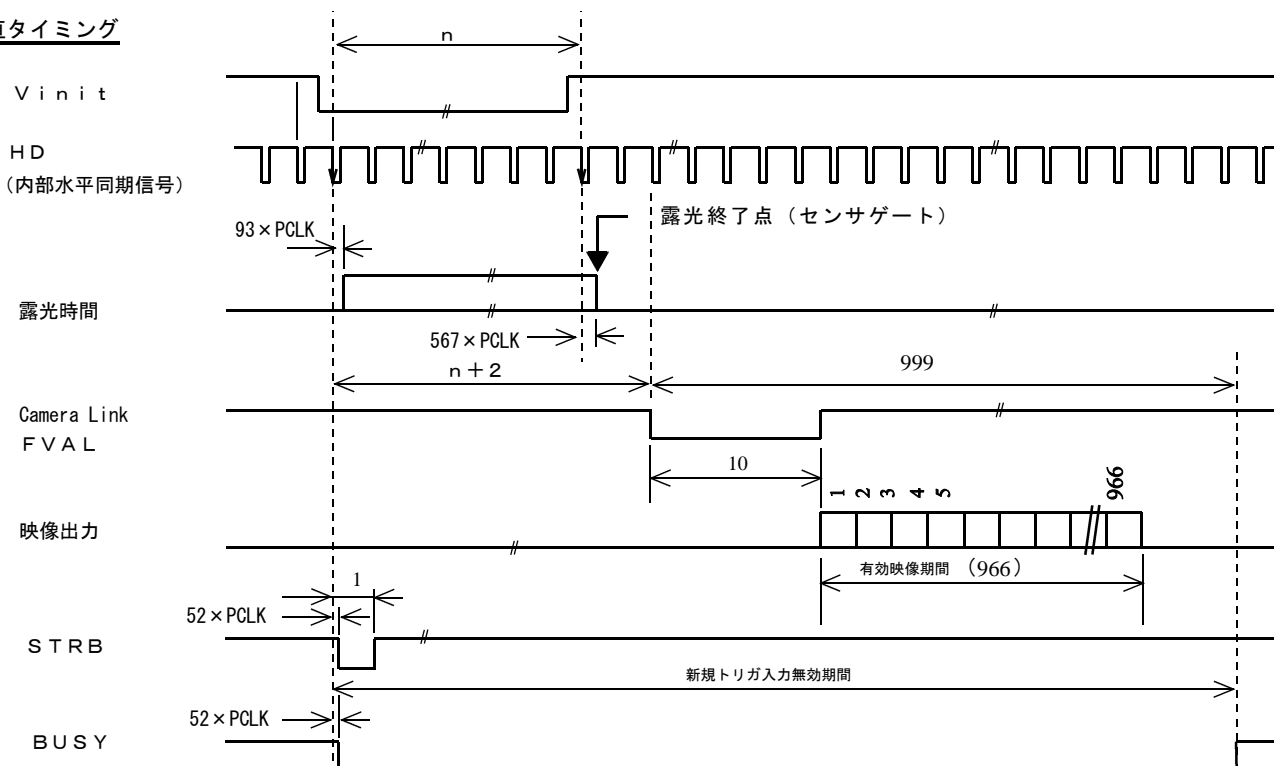 直タイミング
n
Ｖｉｎｉｔ
ＨＤ
(内部水平同期信号)
露光終了点（センサゲート）
93×PCLK
露光時間
567×PCLK
n＋2
999
Camera Link
ＦＶＡＬ
10
1 2 3 4 5 966
映像出力
有効映像期間 （966）
1
52×PCLK
ＳＴＲＢ
新規トリガ入力無効期間
52×PCLK
ＢＵＳＹ